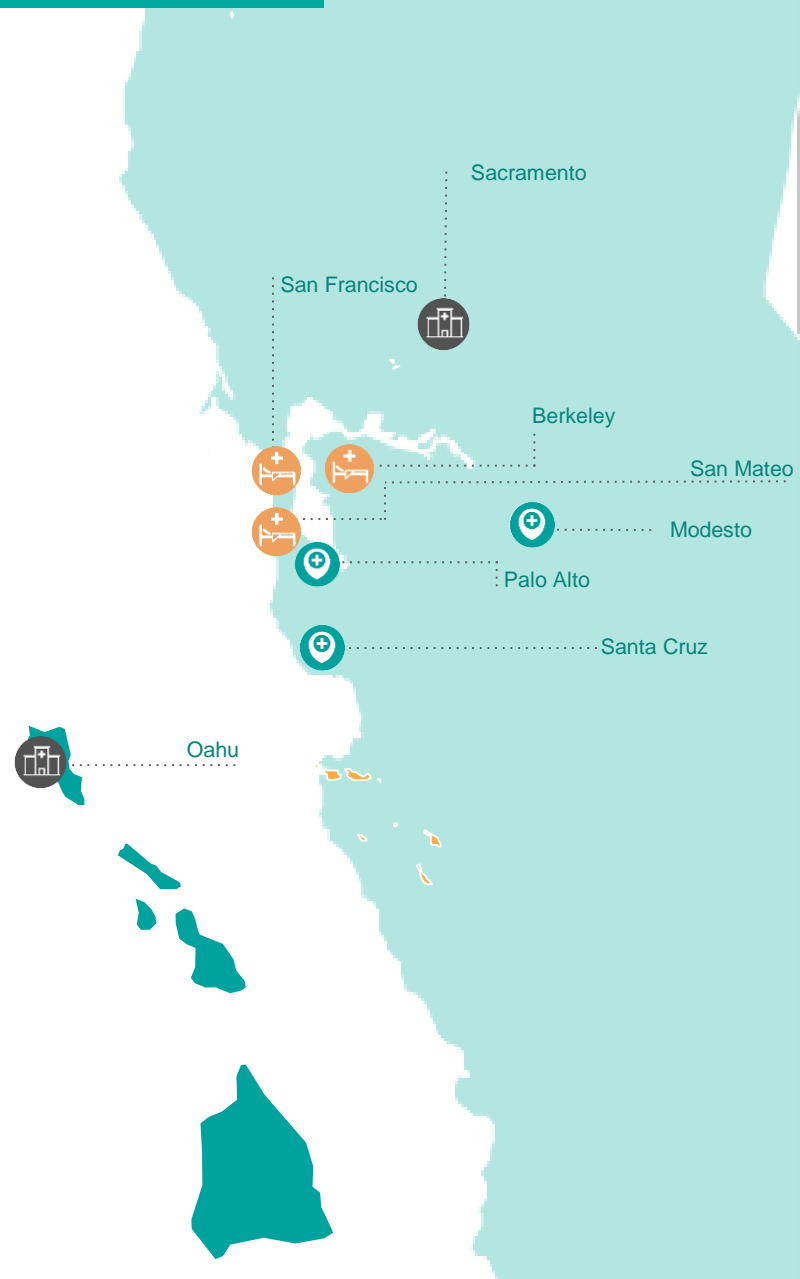 Sacramento
San Francisco
Berkeley
San Mateo
Modesto
Palo Alto
Santa Cruz
Oahu